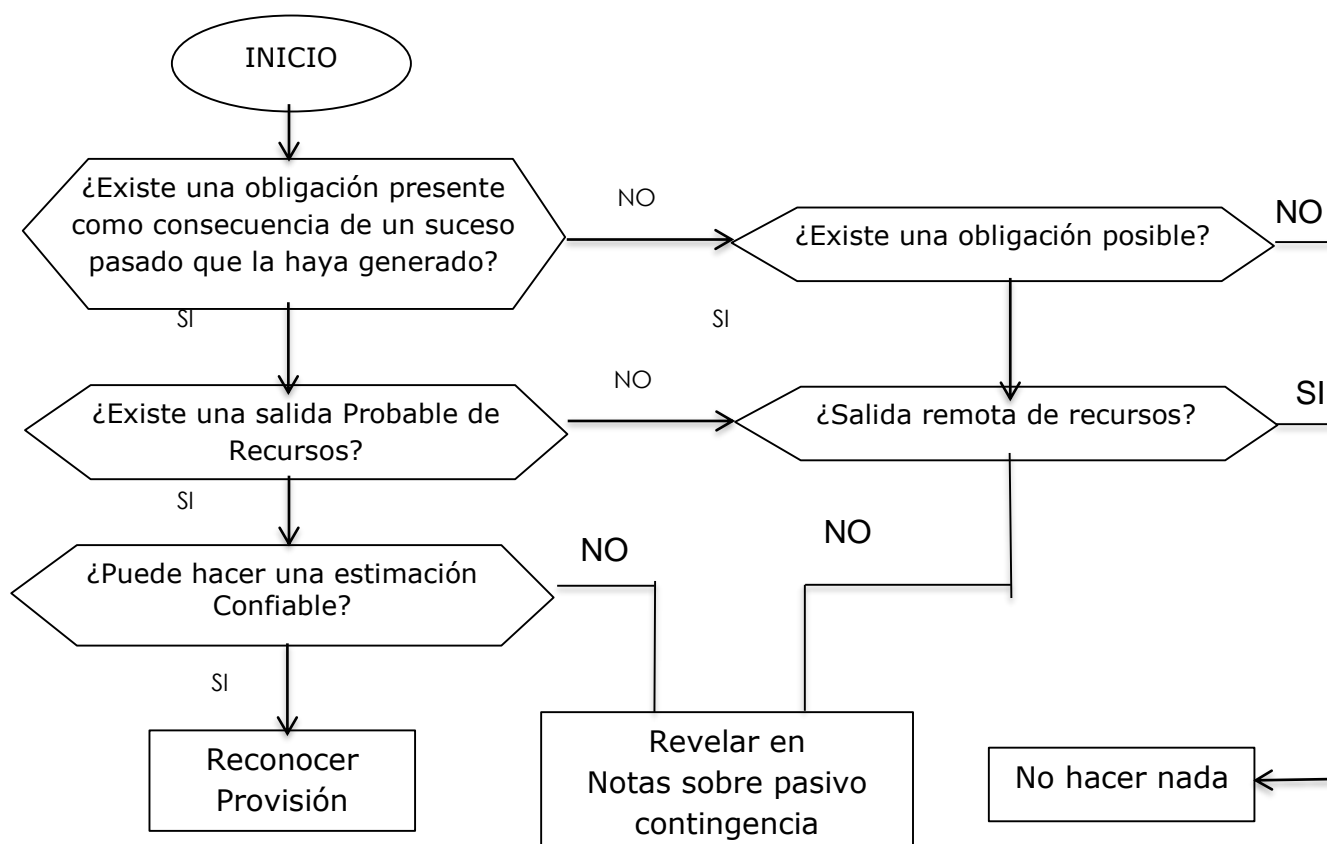 INICIO
¿Existe una obligación presente
como consecuencia de un suceso
pasado que la haya generado?
NO
¿Existe una obligación posible?
NO
SI
SI
¿Existe una salida Probable de
Recursos?
NO
¿Salida remota de recursos?
SI
SI
¿Puede hacer una estimación
Confiable?
NO
NO
SI
Reconocer
Provisión
Revelar en
Notas sobre pasivo
contingencia
No hacer nada